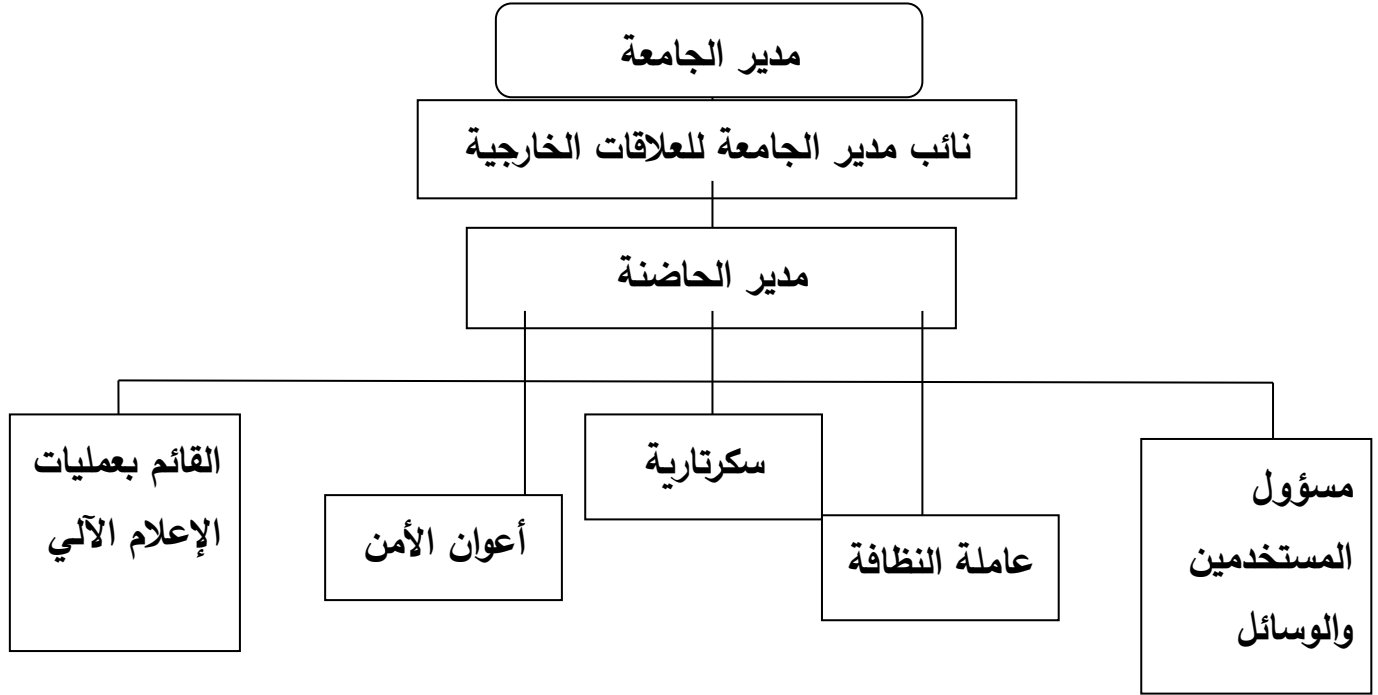 مدير الجامعة
نائب مدير الجامعة للعلاقات الخارجية
مدير الحاضنة
مسؤول
المستخدمين
والوسائل
عاملة النظافة
سكرتارية
أعوان الأمن
القائم بعمليات
الإعلام الآلي